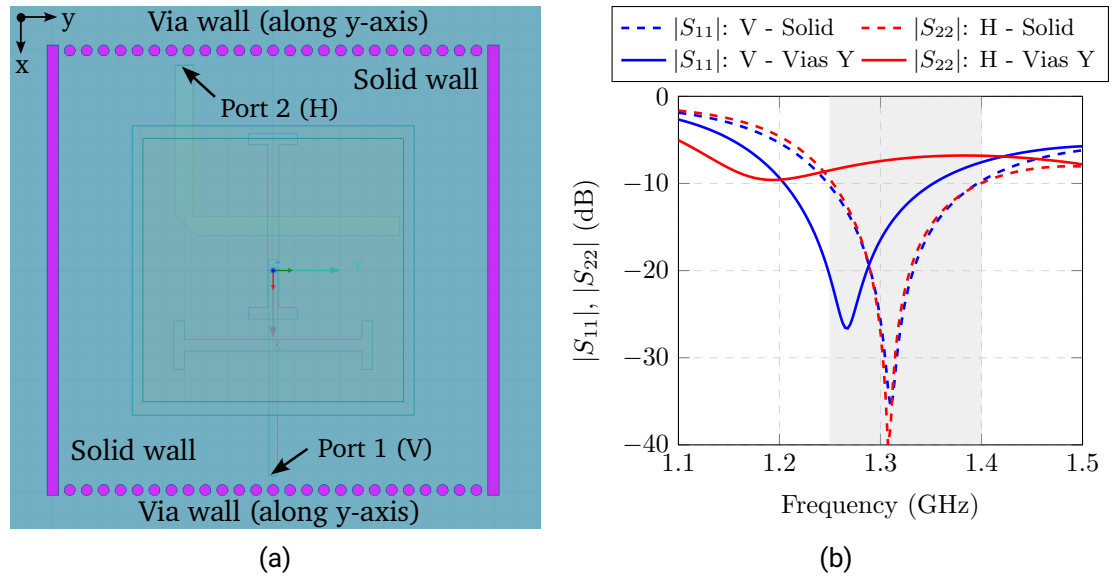 y
x
Via wall (along y-axis)
Solid wall
Port 2 (H)
Y
Solid wall
Port 1 (V)
Via wall (along y-axis)
(a)
|S₁₁|: V - Solid
|S₂₂|: H - Solid
|S₁₁|: V - Vias Y
|S₂₂|: H - Vias Y
0
−10
−20
−30
−40
|S₁₁|, |S₂₂| (dB)
1.1
1.2
1.3
1.4
1.5
Frequency (GHz)
(b)